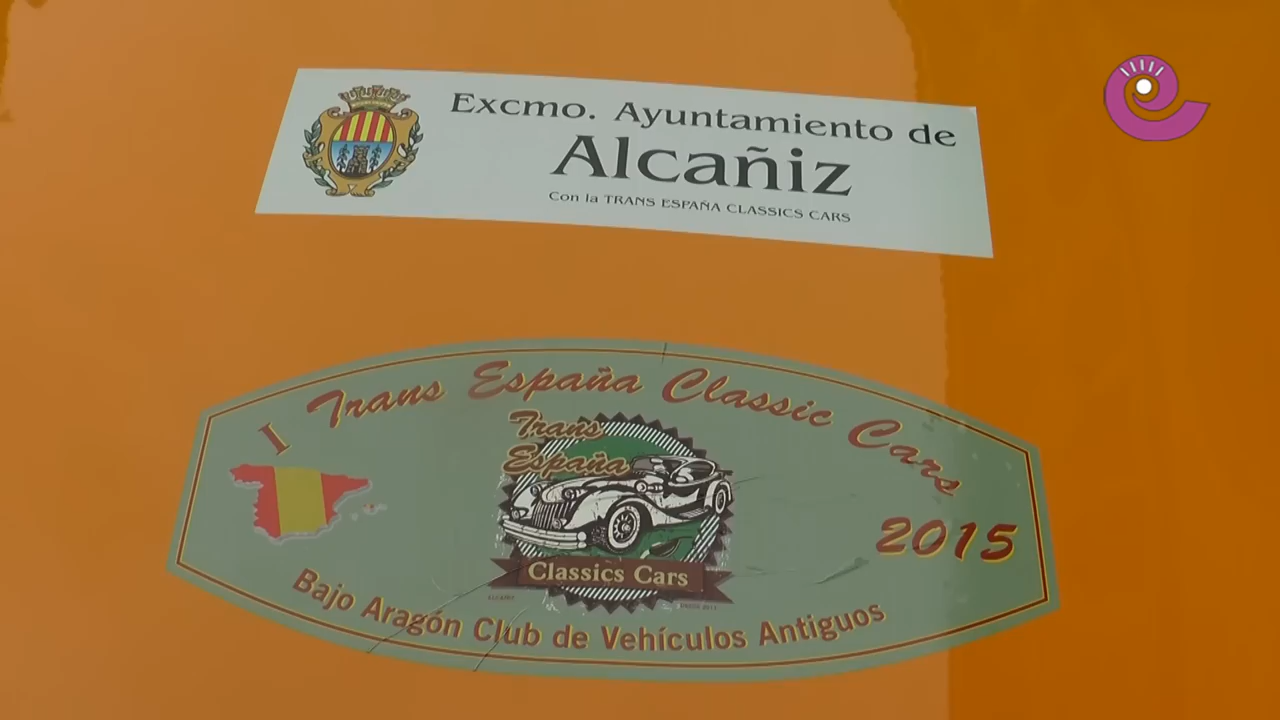 Excmo. Ayuntamiento de
Alcañiz
Con la TRANS ESPAÑA CLASSICS CARS
I Trans España Classic Cars
2015
Trans
España
Classics Cars
Bajo Aragón Club de Vehículos Antiguos